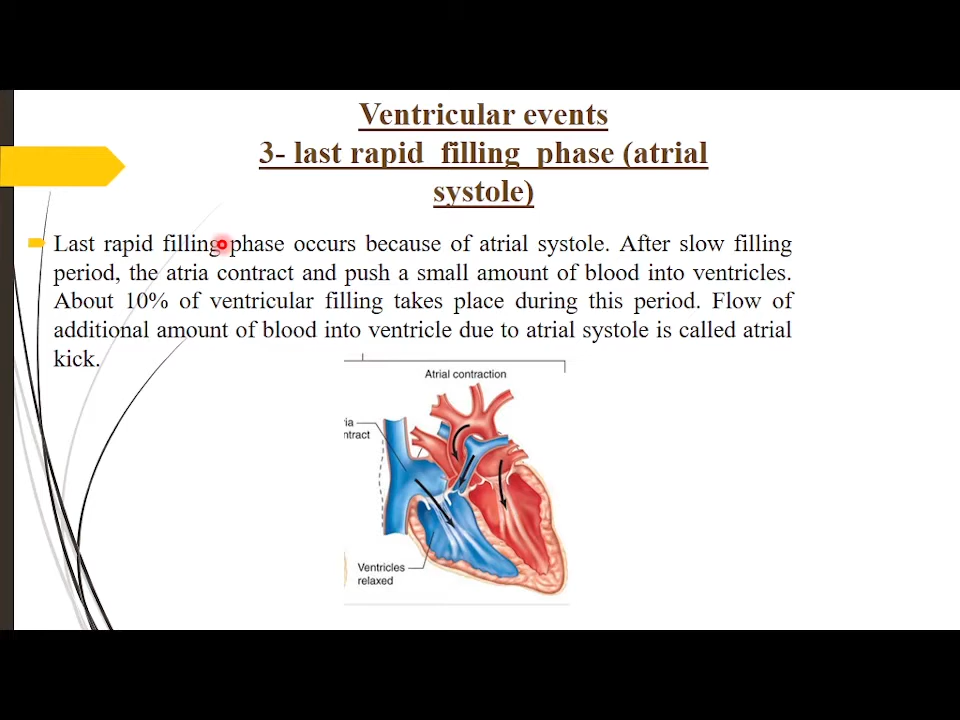 Ventricular events
3- last rapid filling phase (atrial
systole)
Last rapid filling phase occurs because of atrial systole. After slow filling
period, the atria contract and push a small amount of blood into ventricles.
About 10% of ventricular filling takes place during this period. Flow of
additional amount of blood into ventricle due to atrial systole is called atrial
kick.
Atrial contraction
ia
ntract
Ventricles
relaxed